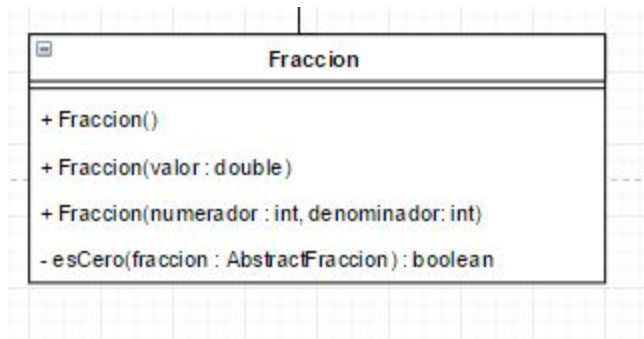 Fraccion
+ Fraccion()
+ Fraccion(valor : double)
+ Fraccion(numerador : int, denominador: int)
- esCero(fraccion : AbstractFraccion) : boolean